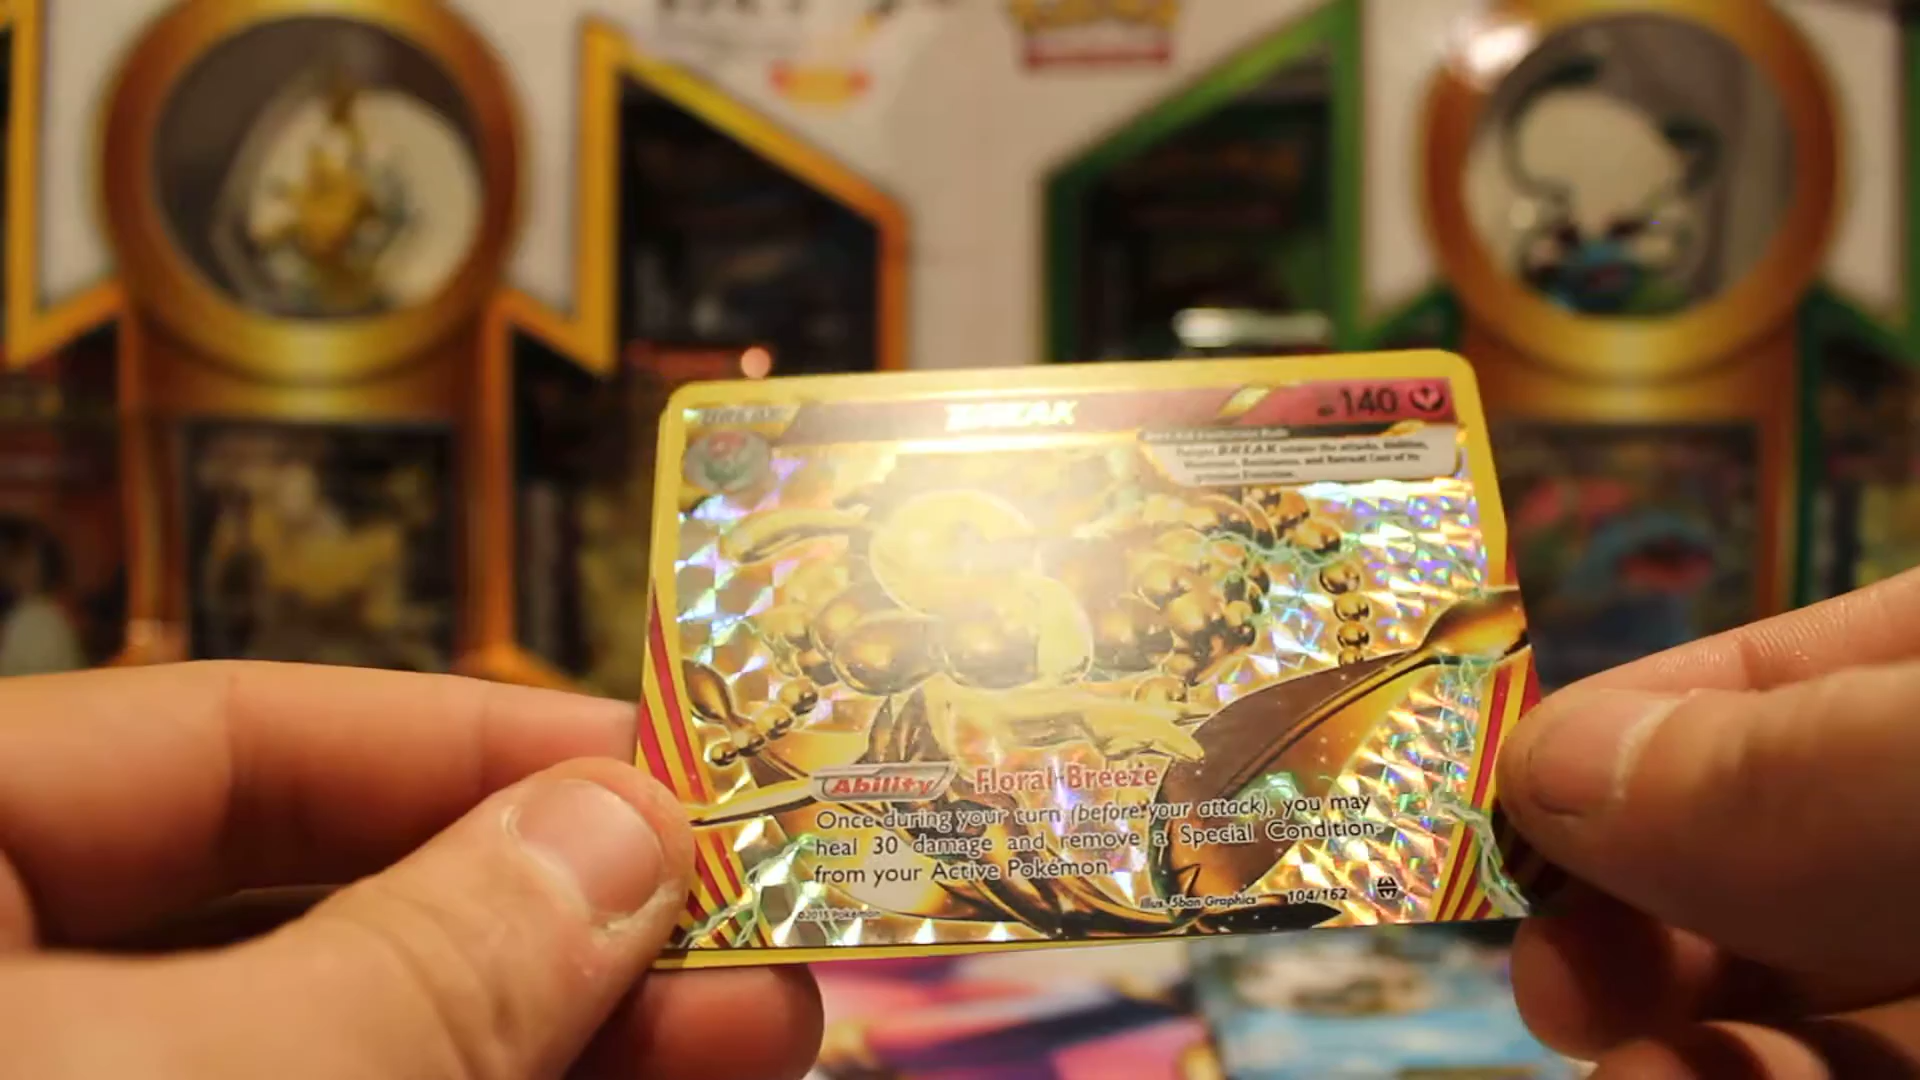 BREAK
BREAK
140
Ability Floral Breeze
Once during your turn (before your attack), you may
heal 30 damage and remove a Special Condition
from your Active Pokémon.
Illus. 5ban Graphics 104/162
©2015 Pokémon